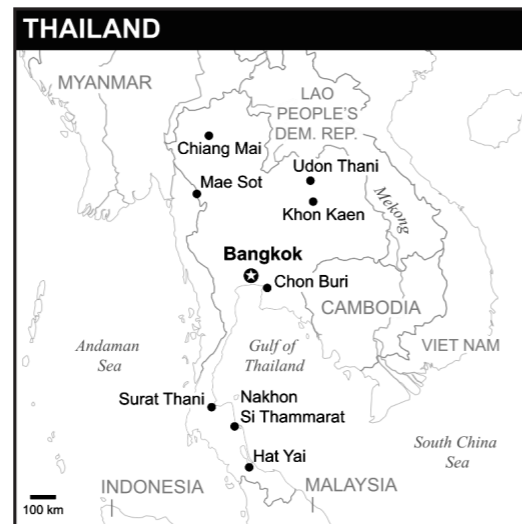 THAILAND
MYANMAR
LAO
PEOPLE'S
DEM. REP.
Chiang Mai
Udon Thani
Mae Sot
Khon Kaen
Mekong
Bangkok
Chon Buri
CAMBODIA
Andaman
Sea
Gulf of
Thailand
VIET NAM
Surat Thani
Nakhon
Si Thammarat
South China
Sea
Hat Yai
INDONESIA
MALAYSIA
100 km